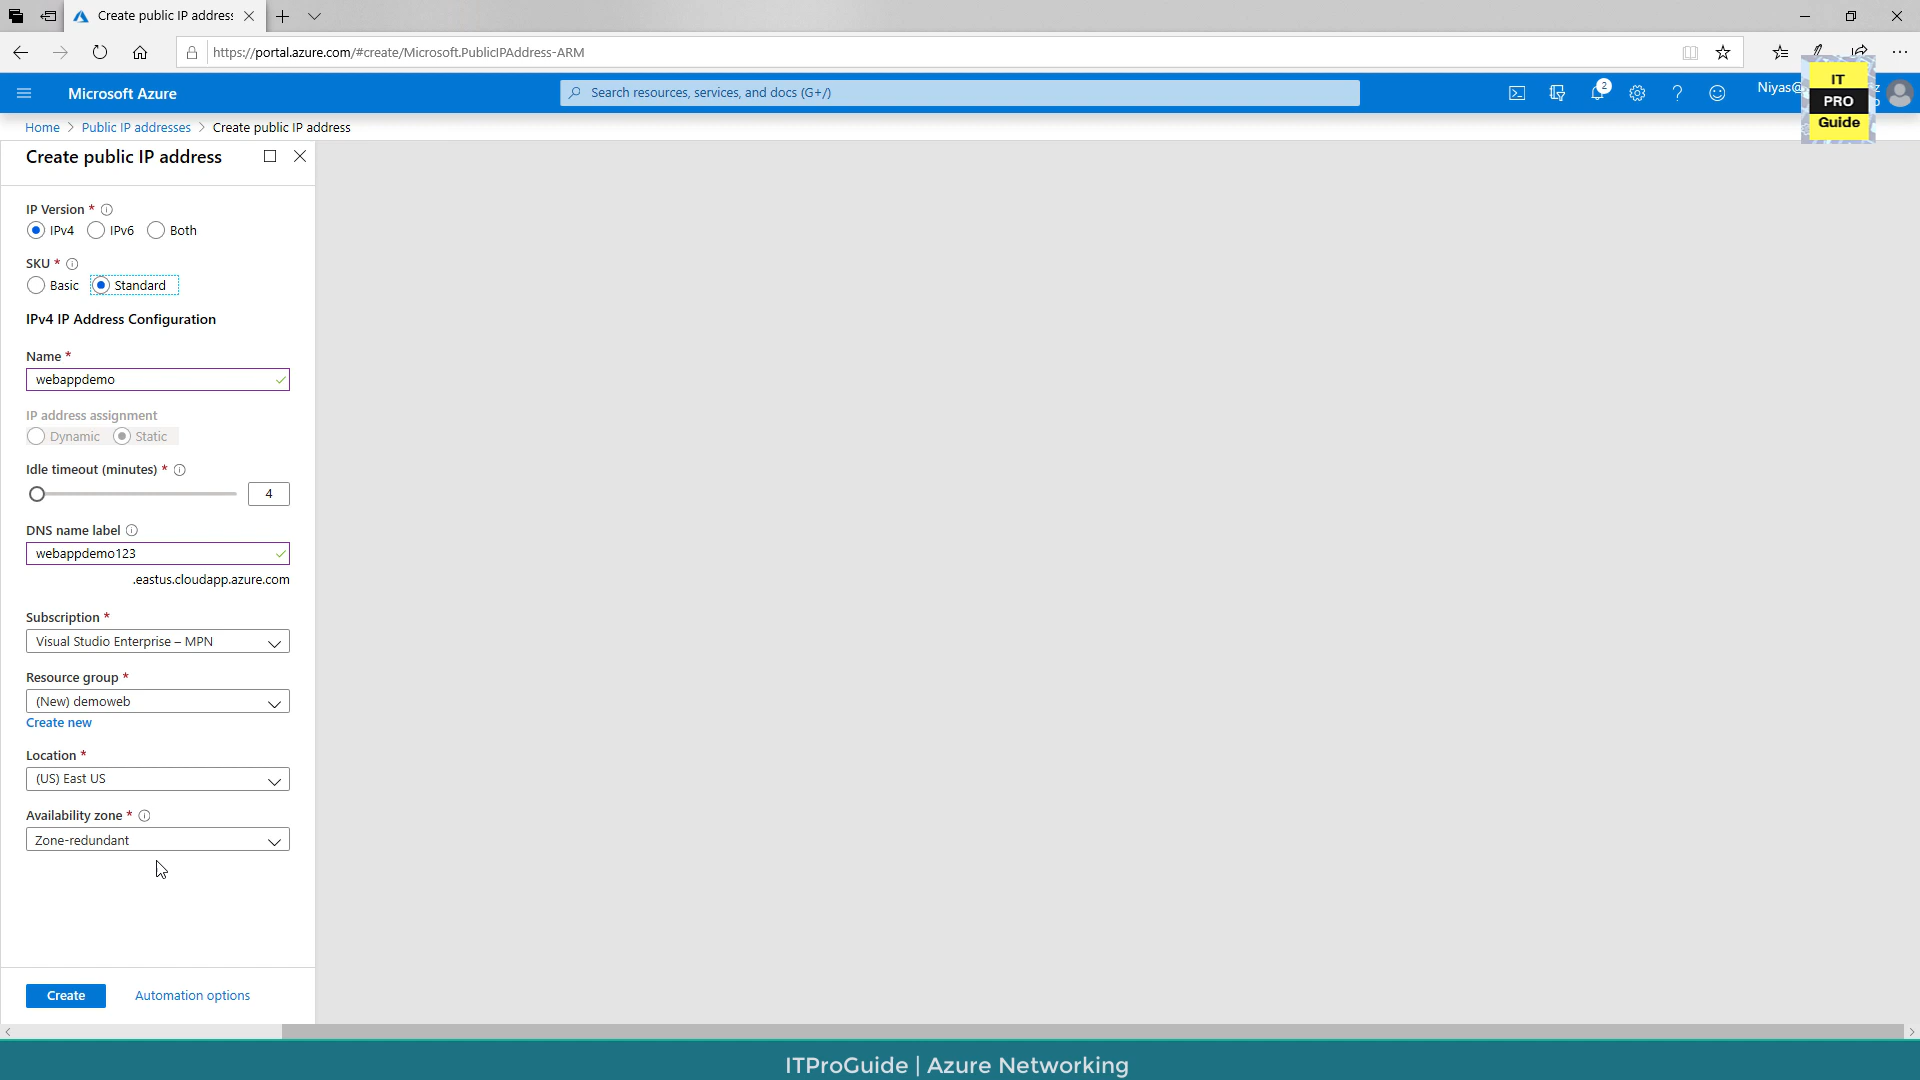 Create public IP address
https://portal.azure.com/#create/Microsoft.PublicIPAddress-ARM
Microsoft Azure
Search resources, services, and docs (G+/)
2
Niyas@
IT
PRO
Guide
Home > Public IP addresses > Create public IP address
Create public IP address
IP Version *
IPv4 IPv6 Both
SKU *
Basic Standard
IPv4 IP Address Configuration
Name *
webappdemo
IP address assignment
Dynamic Static
Idle timeout (minutes) *
4
DNS name label
webappdemo123
.eastus.cloudapp.azure.com
Subscription *
Visual Studio Enterprise – MPN
Resource group *
(New) demoweb
Create new
Location *
(US) East US
Availability zone *
Zone-redundant
Create Automation options
ITProGuide | Azure Networking